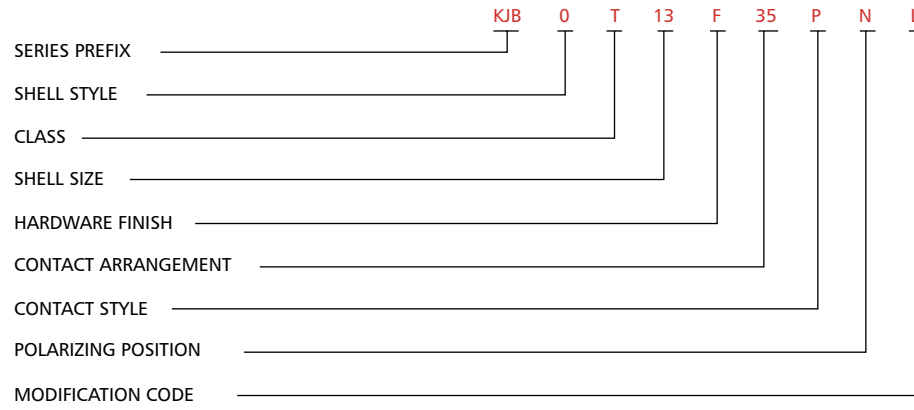 KJB 0 T 13 F 35 P N
SERIES PREFIX
SHELL STYLE
CLASS
SHELL SIZE
HARDWARE FINISH
CONTACT ARRANGEMENT
CONTACT STYLE
POLARIZING POSITION
MODIFICATION CODE